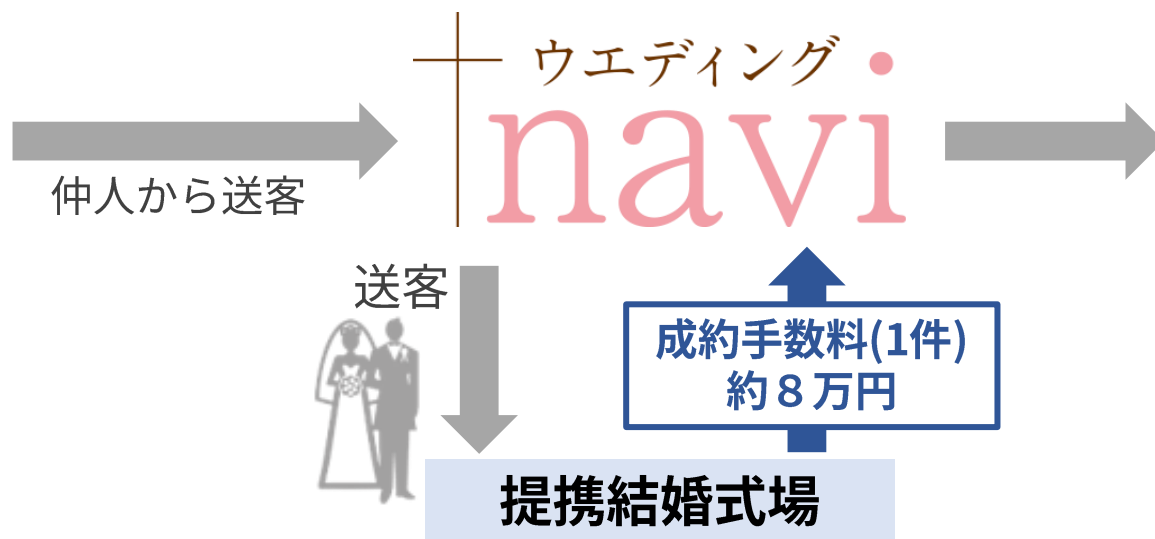 ウエディング
navi
仲人から送客
送客
成約手数料(1件)
約８万円
提携結婚式場